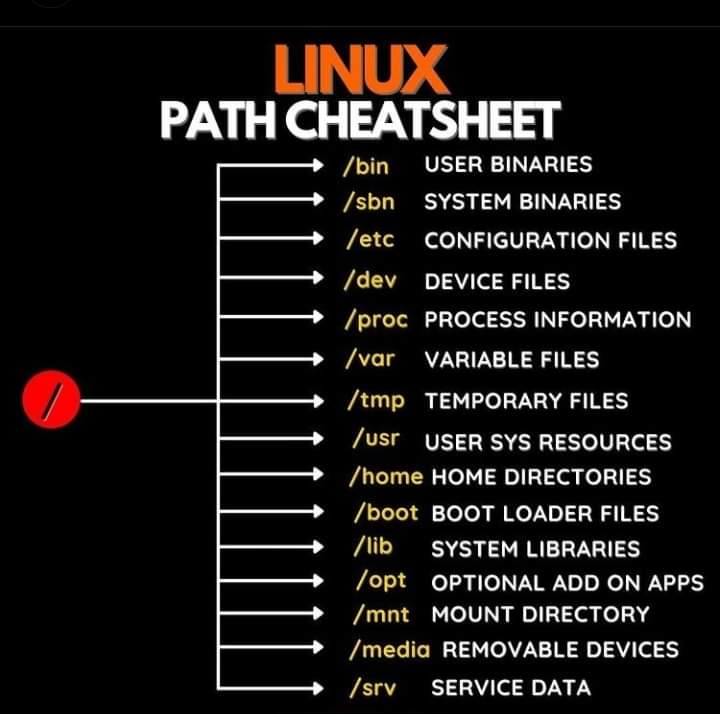 LINUX
PATH CHEATSHEET
/bin USER BINARIES
/sbn SYSTEM BINARIES
/etc CONFIGURATION FILES
/dev DEVICE FILES
/proc PROCESS INFORMATION
/var VARIABLE FILES
/
/tmp TEMPORARY FILES
/usr USER SYS RESOURCES
/home HOME DIRECTORIES
/boot BOOT LOADER FILES
/lib SYSTEM LIBRARIES
/opt OPTIONAL ADD ON APPS
/mnt MOUNT DIRECTORY
/media REMOVABLE DEVICES
/srv SERVICE DATA